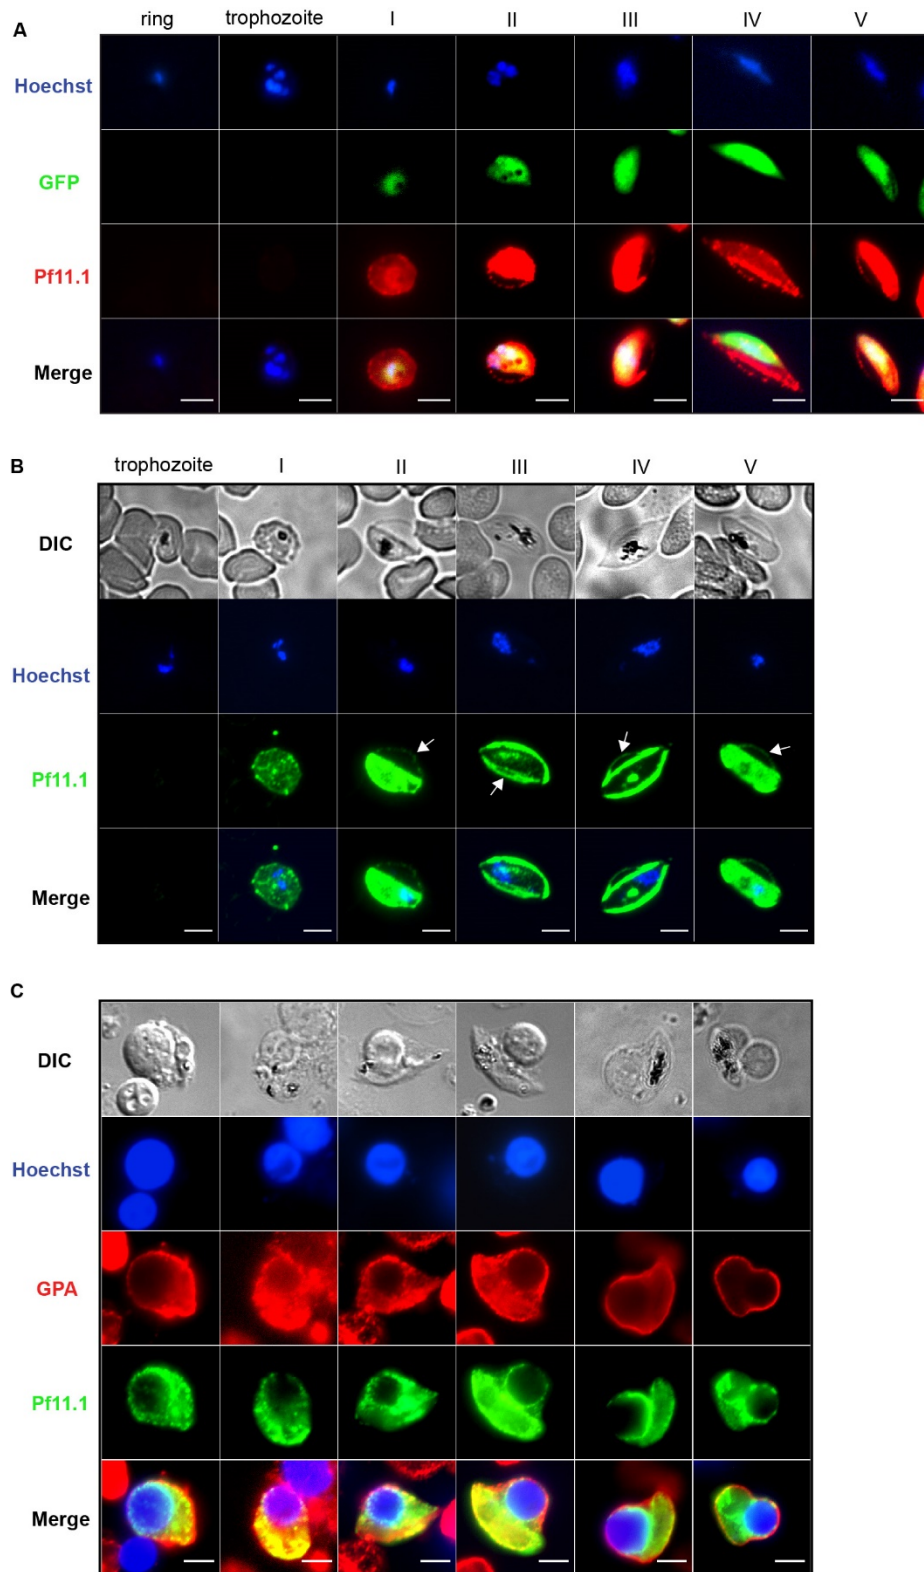 A
ring trophozoite I II III IV V
Hoechst
GFP
Pf11.1
Merge
B
trophozoite I II III IV V
DIC
Hoechst
Pf11.1
Merge
C
DIC
Hoechst
GPA
Pf11.1
Merge